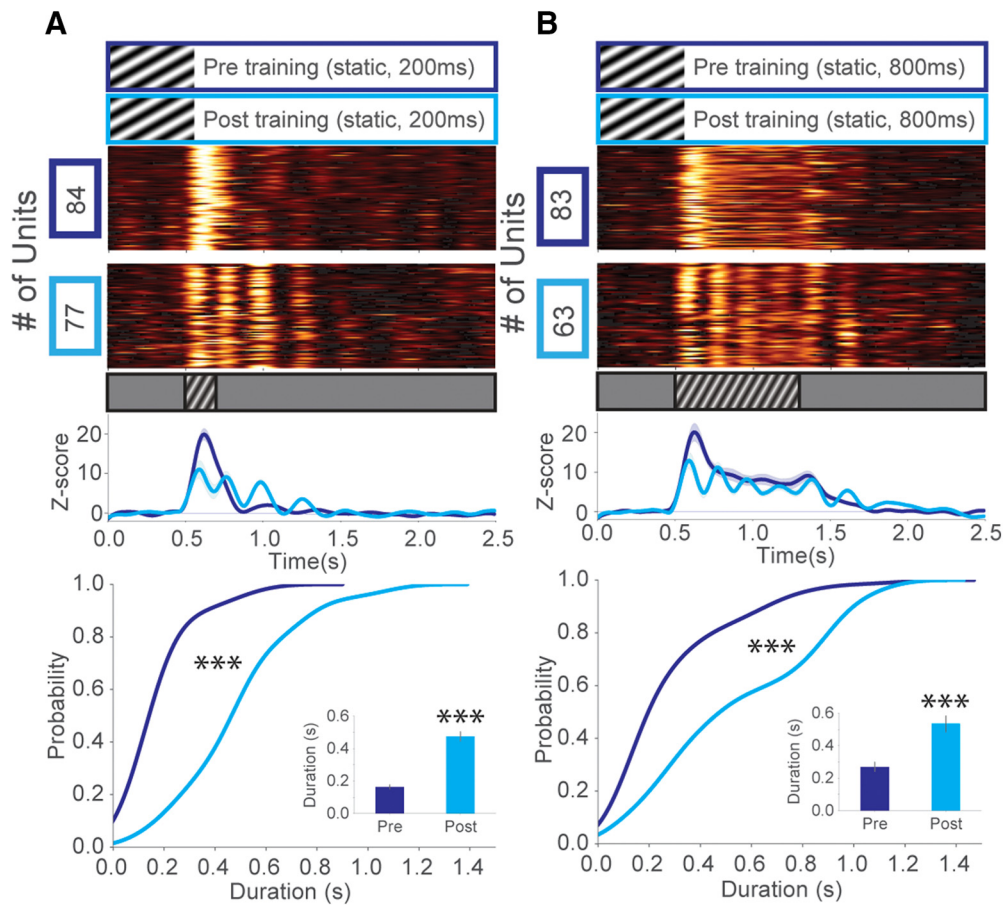 A
Pre training (static, 200ms)
Post training (static, 200ms)
# of Units
84
77
Z-score
20
10
0
0.0 0.5 1.0 1.5 2.0 2.5
Time(s)
Probability
1.0
0.8
0.6
0.4
0.2
0.0
***
Duration (s)
0.6
0.4
0.2
0.0
***
Pre Post
0.0 0.2 0.4 0.6 0.8 1.0 1.2 1.4
Duration (s)
B
Pre training (static, 800ms)
Post training (static, 800ms)
# of Units
83
63
Z-score
20
10
0
0.0 0.5 1.0 1.5 2.0 2.5
Time(s)
Probability
1.0
0.8
0.6
0.4
0.2
0.0
***
Duration (s)
0.6
0.4
0.2
0.0
***
Pre Post
0.0 0.2 0.4 0.6 0.8 1.0 1.2 1.4
Duration (s)